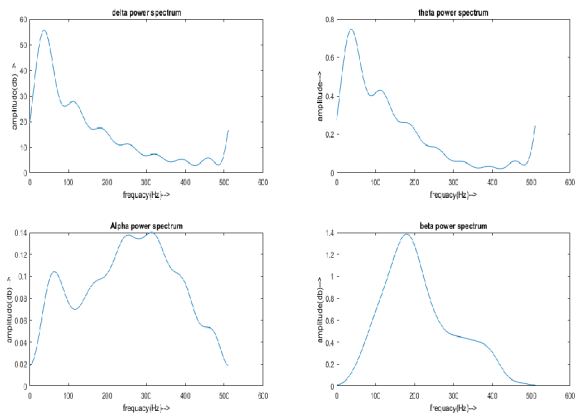 delta power spectrum
amplitude(db) ->
60
50
40
30
20
10
0
0 100 200 300 400 500 600
frequacy(Hz)-->
theta power spectrum
amplitude-->
0.8
0.6
0.4
0.2
0
0 100 200 300 400 500 600
frequacy(Hz)-->
Alpha power spectrum
amplitude(db) ->
0.14
0.12
0.1
0.08
0.06
0.04
0.02
0
0 100 200 300 400 500 600
frequacy(Hz)-->
beta power spectrum
amplitude(db)-->
1.4
1.2
1
0.8
0.6
0.4
0.2
0
0 100 200 300 400 500 600
frequacy(Hz)-->